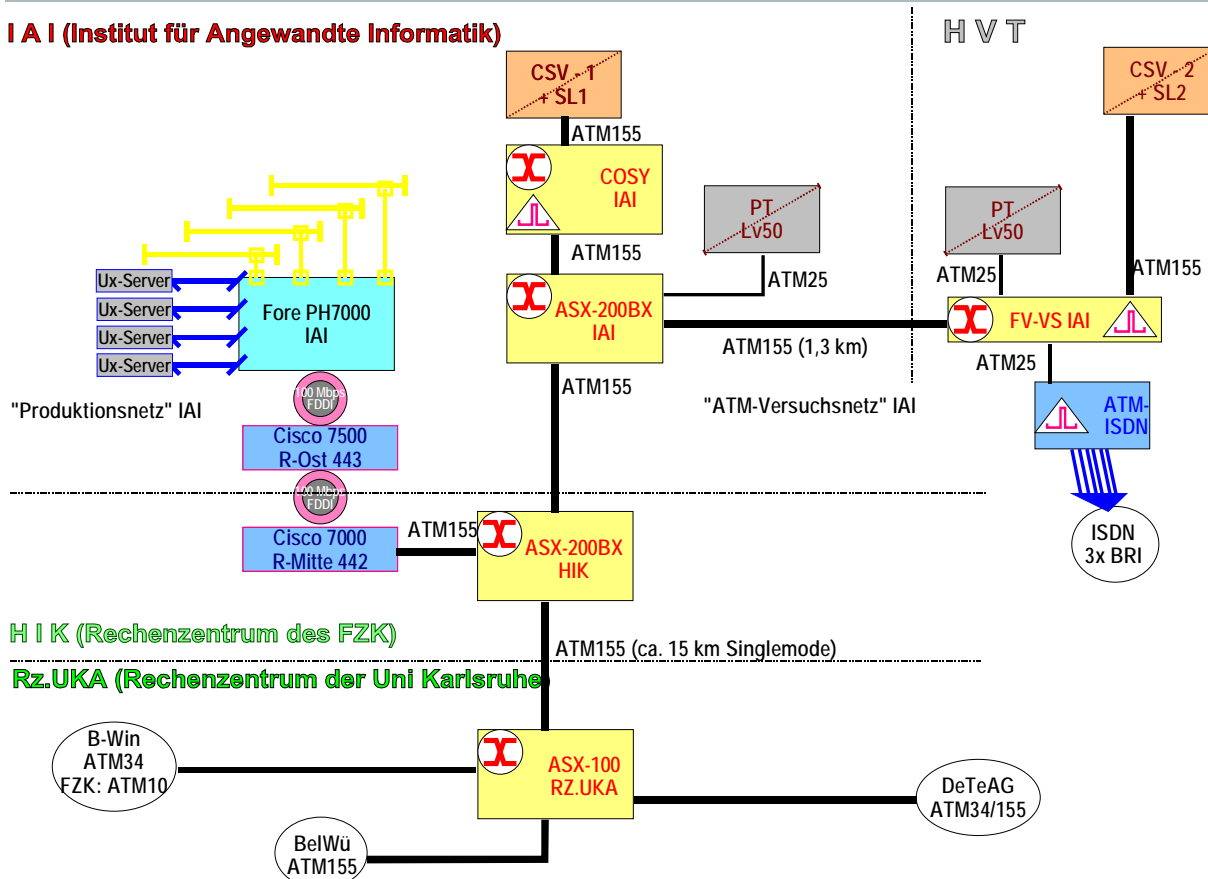 I A I (Institut für Angewandte Informatik)
H V T
CSV - 1
+ SL1
CSV - 2
+ SL2
ATM155
COSY
IAI
PT
Lv50
PT
Lv50
ATM155
ATM25
ATM25
ATM155
Ux-Server
Ux-Server
Ux-Server
Ux-Server
Fore PH7000
IAI
ASX-200BX
IAI
FV-VS IAI
ATM155 (1,3 km)
ATM25
ATM155
100 Mbps
FDDI
"Produktionsnetz" IAI
"ATM-Versuchsnetz" IAI
ATM-
ISDN
Cisco 7500
R-Ost 443
100 Mbps
FDDI
Cisco 7000
R-Mitte 442
ATM155
ASX-200BX
HIK
ISDN
3x BRI
H I K (Rechenzentrum des FZK)
ATM155 (ca. 15 km Singlemode)
Rz.UKA (Rechenzentrum der Uni Karlsruhe)
B-Win
ATM34
FZK: ATM10
ASX-100
RZ.UKA
DeTeAG
ATM34/155
BelWü
ATM155